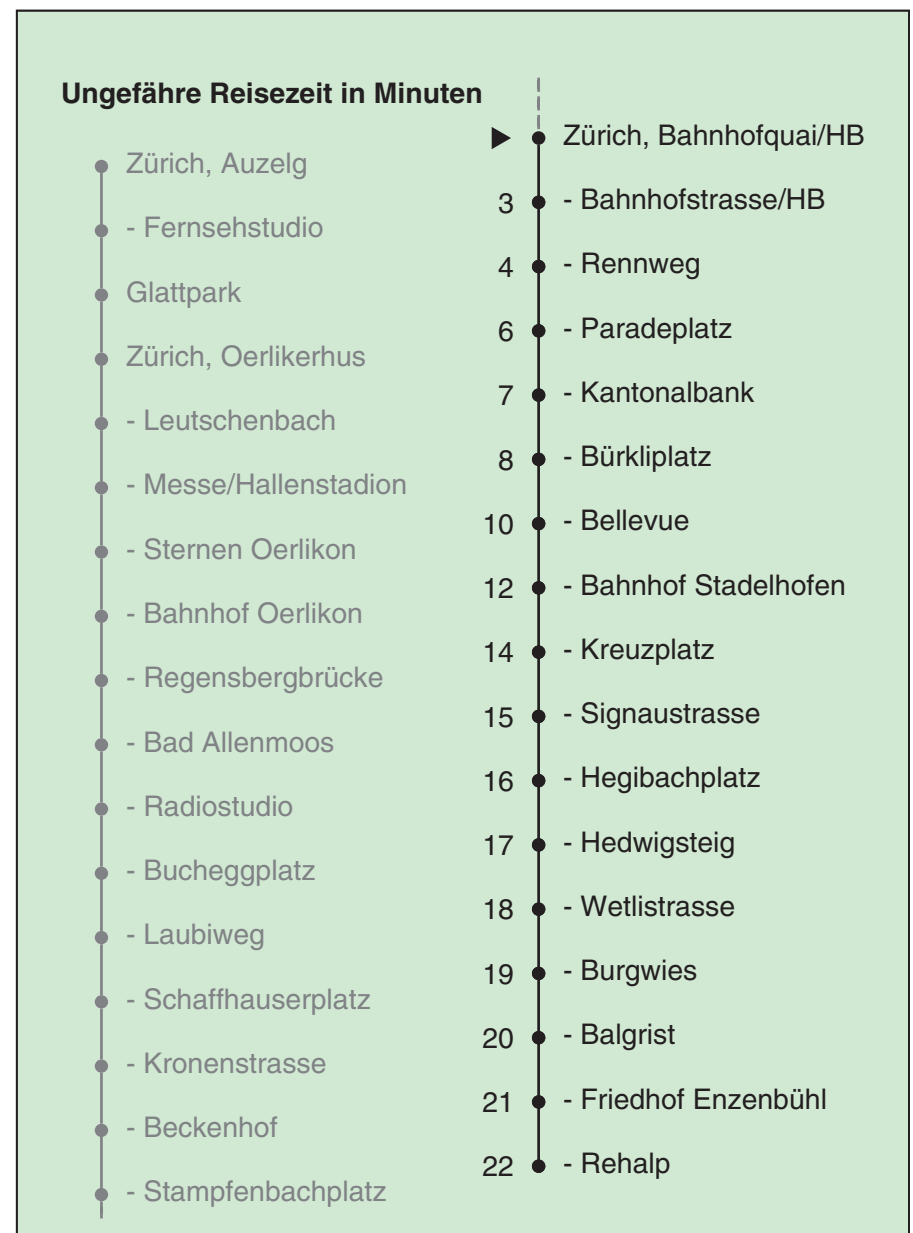 Ungefähre Reisezeit in Minuten
Zürich, Auzelg
- Fernsehstudio
Glattpark
Zürich, Oerlikerhus
- Leutschenbach
- Messe/Hallenstadion
- Sternen Oerlikon
- Bahnhof Oerlikon
- Regensbergbrücke
- Bad Allenmoos
- Radiostudio
- Bucheggplatz
- Laubiweg
- Schaffhauserplatz
- Kronenstrasse
- Beckenhof
- Stampfenbachplatz
Zürich, Bahnhofquai/HB
3 - Bahnhofstrasse/HB
4 - Rennweg
6 - Paradeplatz
7 - Kantonalbank
8 - Bürkliplatz
10 - Bellevue
12 - Bahnhof Stadelhofen
14 - Kreuzplatz
15 - Signaustrasse
16 - Hegibachplatz
17 - Hedwigsteig
18 - Wetlistrasse
19 - Burgwies
20 - Balgrist
21 - Friedhof Enzenbühl
22 - Rehalp